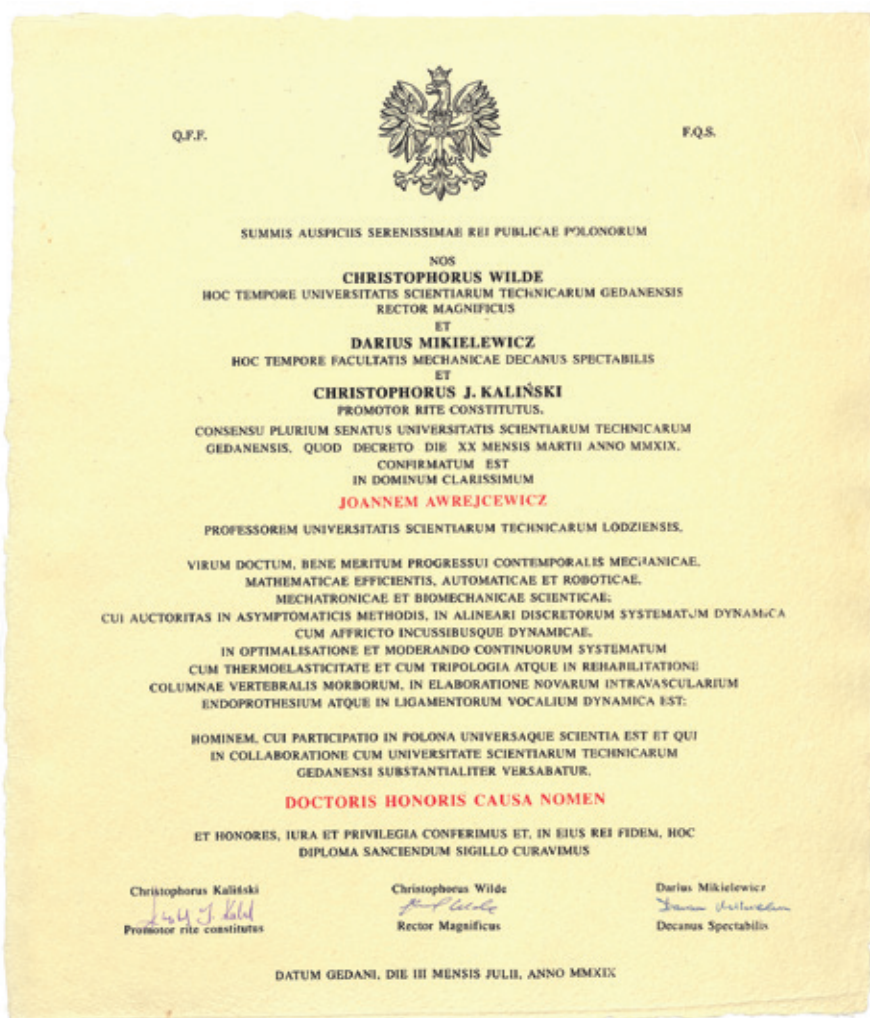 Q.F.F.
F.Q.S.
SUMMIS AUSPICIIS SERENISSIMAE REI PUBLICAE POLONORUM
NOS
CHRISTOPHORUS WILDE
HOC TEMPORE UNIVERSITATIS SCIENTIARUM TECHNICARUM GEDANENSIS
RECTOR MAGNIFICUS
ET
DARIUS MIKIELEWICZ
HOC TEMPORE FACULTATIS MECHANICAE DECANUS SPECTABILIS
ET
CHRISTOPHORUS J. KALIŃSKI
PROMOTOR RITE CONSTITUTUS,
CONSENSU PLURIUM SENATUS UNIVERSITATIS SCIENTIARUM TECHNICARUM
GEDANENSIS, QUOD DECRETO DIE XX MENSIS MARTII ANNO MMXIX,
CONFIRMATUM EST
IN DOMINUM CLARISSIMUM
JOANNEM AWREJCEWICZ
PROFESSOREM UNIVERSITATIS SCIENTIARUM TECHNICARUM LODZIENSIS,
VIRUM DOCTUM, BENE MERITUM PROGRESSUI CONTEMPORALIS MECHANICAE,
MATHEMATICAE EFFICIENTIS, AUTOMATICAE ET ROBOTICAE,
MECHATRONICAE ET BIOMECHANICAE SCIENTICAE;
CUI AUCTORITAS IN ASYMPTOMATICIS METHODIS, IN ALINEARI DISCRETORUM SYSTEMATUM DYNAMICA
CUM AFFRICTO INCUSSIBUSQUE DYNAMICAE,
IN OPTIMALISATIONE ET MODERANDO CONTINUORUM SYSTEMATUM
CUM THERMOELASTICITATE ET CUM TRIPOLOGIA ATQUE IN REHABILITATIONE
COLUMNAE VERTEBRALIS MORBORUM, IN ELABORATIONE NOVARUM INTRAVASCULARIUM
ENDOPROTHESIUM ATQUE IN LIGAMENTORUM VOCALIUM DYNAMICA EST;
HOMINEM, CUI PARTICIPATIO IN POLONA UNIVERSAQUE SCIENTIA EST ET QUI
IN COLLABORATIONE CUM UNIVERSITATE SCIENTIARUM TECHNICARUM
GEDANENSI SUBSTANTIALITER VERSABATUR,
DOCTORIS HONORIS CAUSA NOMEN
ET HONORES, IURA ET PRIVILEGIA CONFERIMUS ET, IN EIUS REI FIDEM, HOC
DIPLOMA SANCIENDUM SIGILLO CURAVIMUS
Christophorus Kaliński
Promotor rite constitutus
Christophorus Wilde
Rector Magnificus
Darius Mikielewicz
Decanus Spectabilis
DATUM GEDANI, DIE III MENSIS JULII, ANNO MMXIX